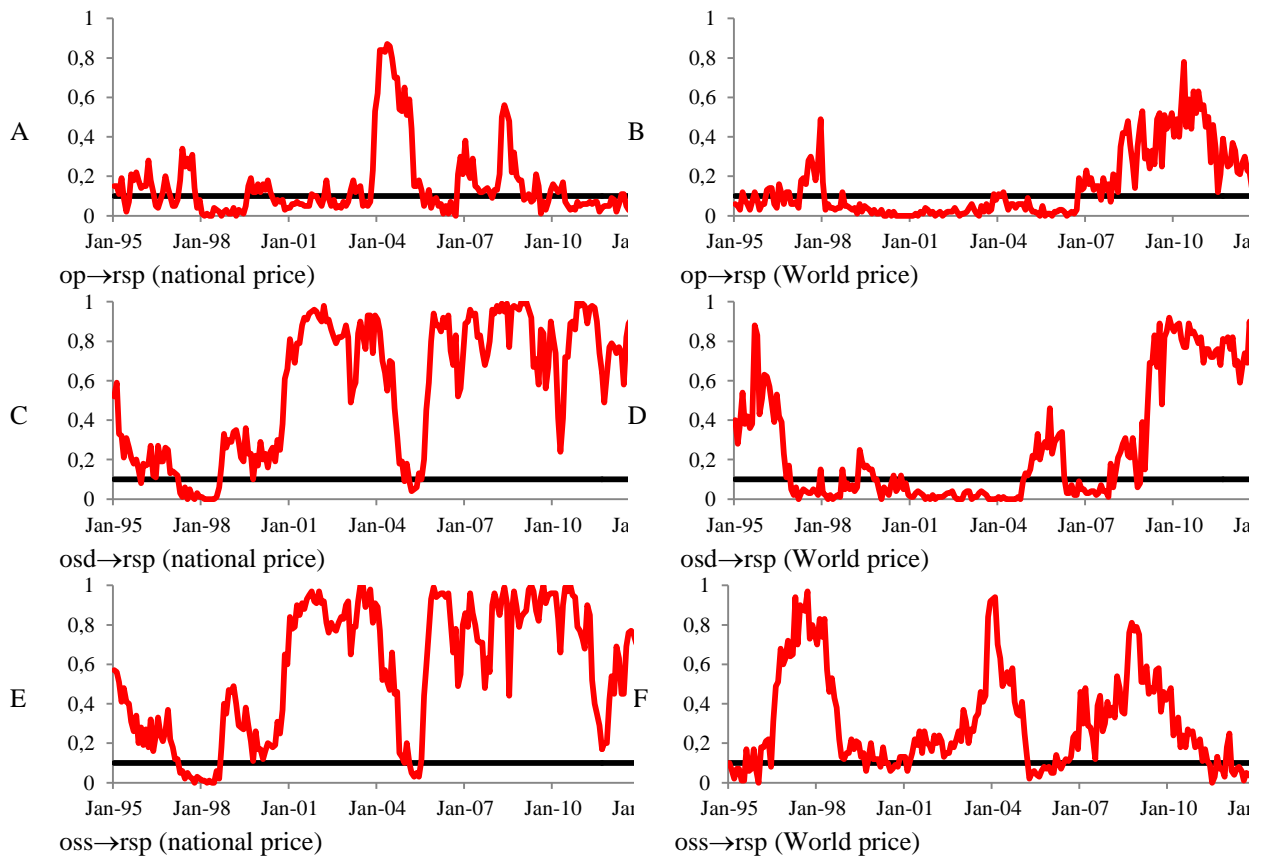 A
1
0,8
0,6
0,4
0,2
0
Jan-95 Jan-98 Jan-01 Jan-04 Jan-07 Jan-10 Ja
op→rsp (national price)
B
1
0,8
0,6
0,4
0,2
0
Jan-95 Jan-98 Jan-01 Jan-04 Jan-07 Jan-10 Ja
op→rsp (World price)
C
1
0,8
0,6
0,4
0,2
0
Jan-95 Jan-98 Jan-01 Jan-04 Jan-07 Jan-10 Ja
osd→rsp (national price)
D
1
0,8
0,6
0,4
0,2
0
Jan-95 Jan-98 Jan-01 Jan-04 Jan-07 Jan-10 Ja
osd→rsp (World price)
E
1
0,8
0,6
0,4
0,2
0
Jan-95 Jan-98 Jan-01 Jan-04 Jan-07 Jan-10 Ja
oss→rsp (national price)
F
1
0,8
0,6
0,4
0,2
0
Jan-95 Jan-98 Jan-01 Jan-04 Jan-07 Jan-10 Ja
oss→rsp (World price)